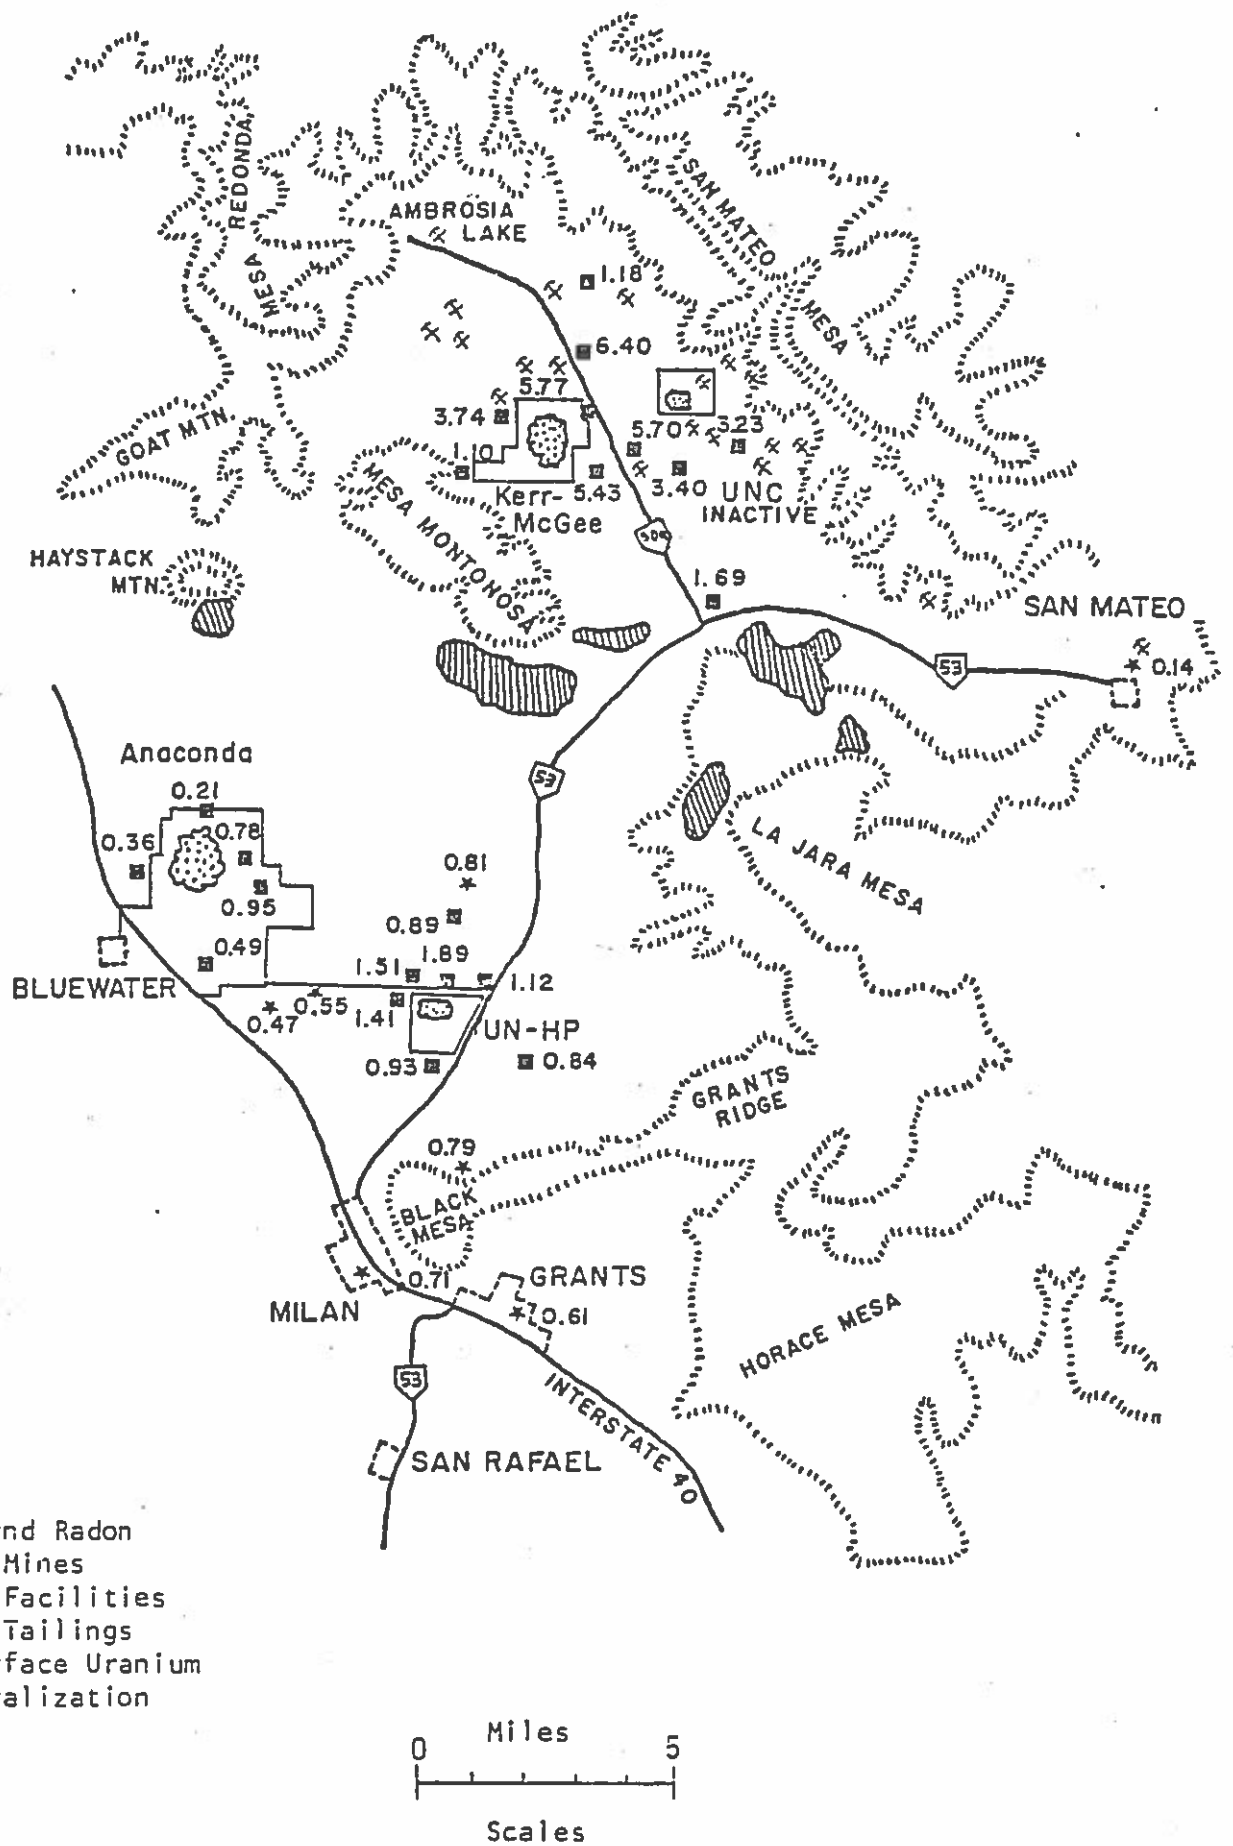 REDONDA
MESA
AMBROSIA
LAKE
SAN MATEO
MESA
1.18
6.40
5.77
3.74
1.10
5.70
3.23
5.43
3.40
GOAT MTN.
Kerr-
McGee
UNC
INACTIVE
MESA MONTONOSA
509
HAYSTACK
MTN.
1.69
SAN MATEO
53
0.14
Anaconda
0.21
53
0.36
0.78
0.81
LA JARA MESA
0.95
0.89
0.49
1.51
1.89
1.12
BLUEWATER
0.47
0.55
1.41
UN-HP
0.93
0.84
GRANTS
RIDGE
0.79
BLACK
MESA
0.71
GRANTS
MILAN
0.61
HORACE MESA
53
INTERSTATE 40
SAN RAFAEL
nd Radon
Mines
Facilities
Tailings
face Uranium
alization
Miles
0 5
Scales